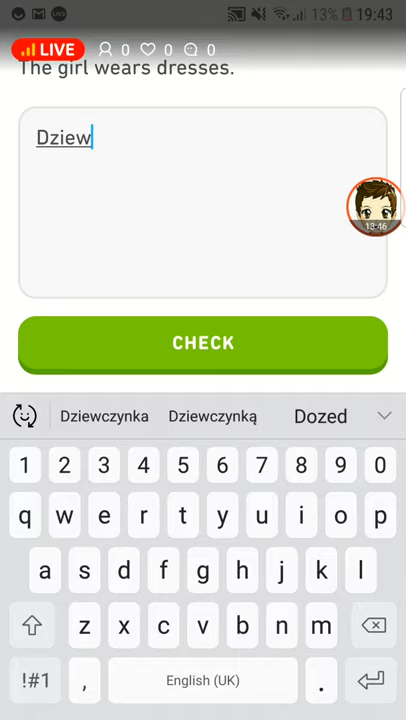 LIVE 13% 19:43
LIVE 0 0 0
The girl wears dresses.
Dziew
13:46
CHECK
Dziewczynka Dziewczynką Dozed
1 2 3 4 5 6 7 8 9 0
q w e r t y u i o p
a s d f g h j k l
z x c v b n m
!#1 , English (UK) .